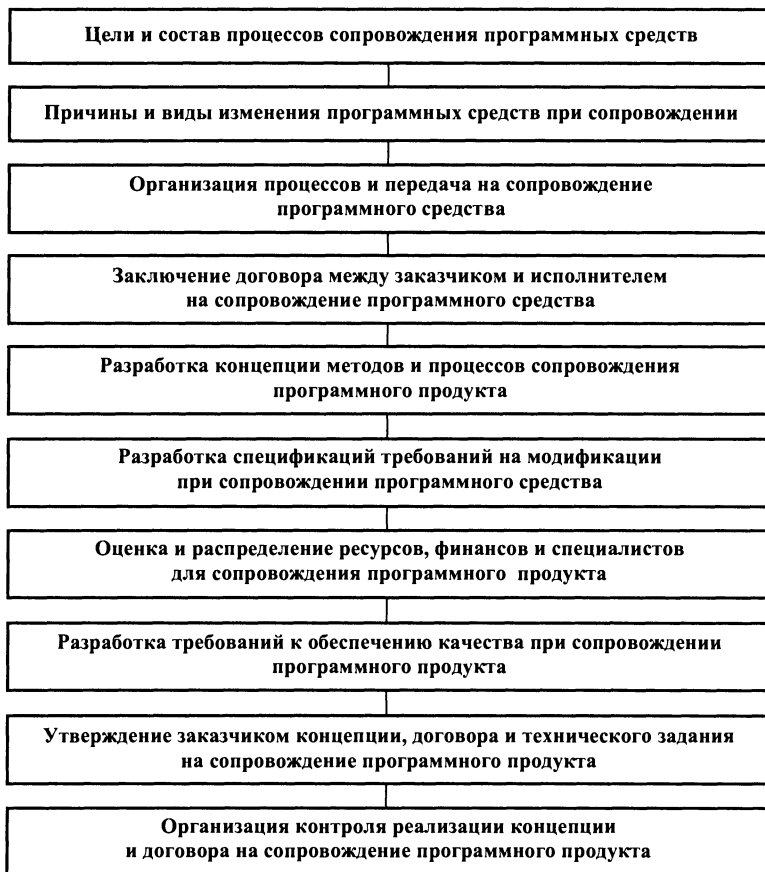 Цели и состав процессов сопровождения программных средств
Причины и виды изменения программных средств при сопровождении
Организация процессов и передача на сопровождение
программного средства
Заключение договора между заказчиком и исполнителем
на сопровождение программного средства
Разработка концепции методов и процессов сопровождения
программного продукта
Разработка спецификаций требований на модификации
при сопровождении программного средства
Оценка и распределение ресурсов, финансов и специалистов
для сопровождения программного продукта
Разработка требований к обеспечению качества при сопровождении
программного продукта
Утверждение заказчиком концепции, договора и технического задания
на сопровождение программного продукта
Организация контроля реализации концепции
и договора на сопровождение программного продукта